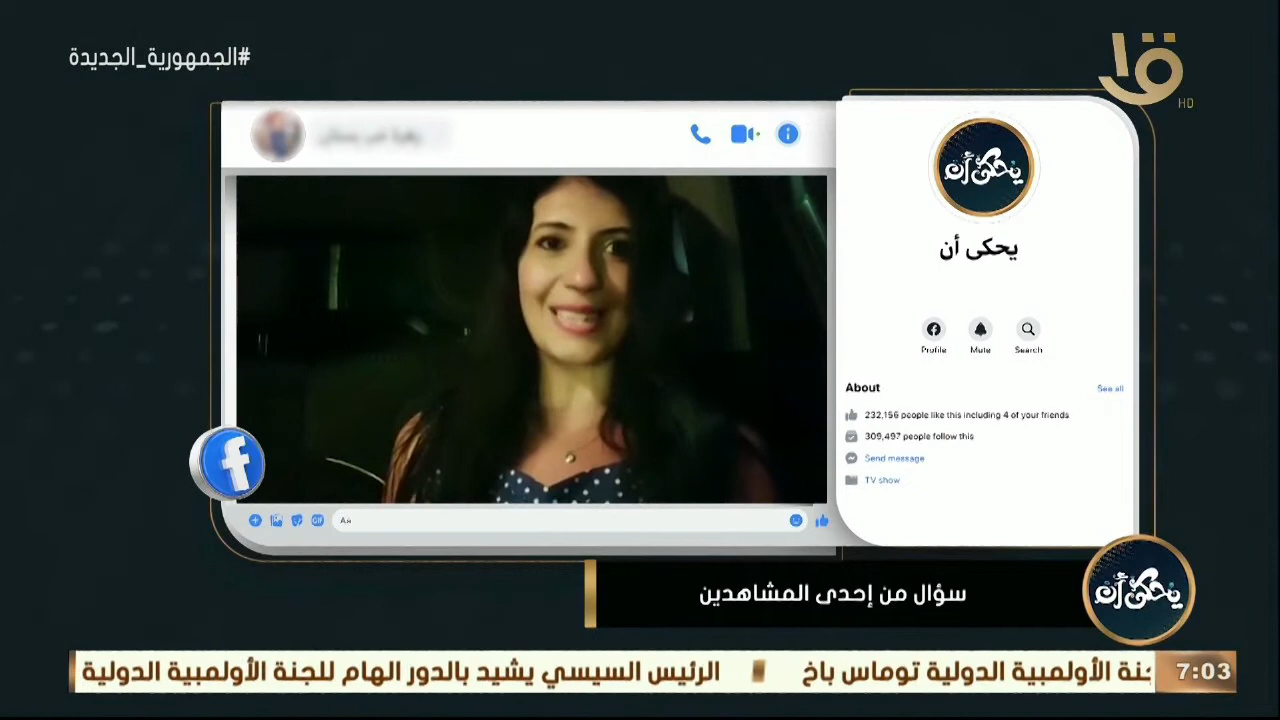 #الجمهورية_الجديدة
HD
يحكى أن
يحكى أن
Profile
Mute
Search
About
See all
232,156 people like this including 4 of your friends
309,497 people follow this
Send message
TV show
GIF
Aa
سؤال من إحدى المشاهدين
يحكى أن
جنة الأولمبية الدولية توماس باخ
الرئيس السيسي يشيد بالدور الهام للجنة الأولمبية الدولية
7:03